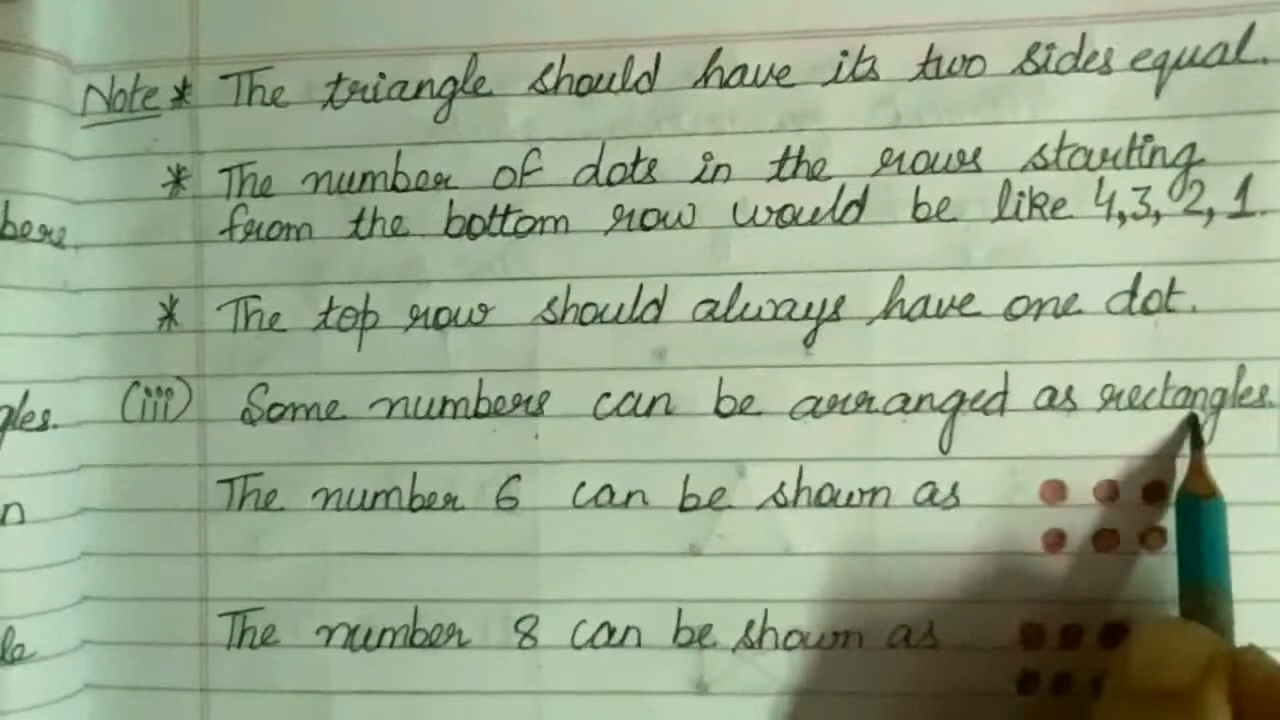 Note * The triangle should have its two sides equal.
* The number of dots in the rows starting
from the bottom row would be like 4,3,2,1.
bers
* The top row should always have one dot.
(iii) Some numbers can be arranged as rectangles.
gles.
The number 6 can be shown as
n
The number 8 can be shown as
le